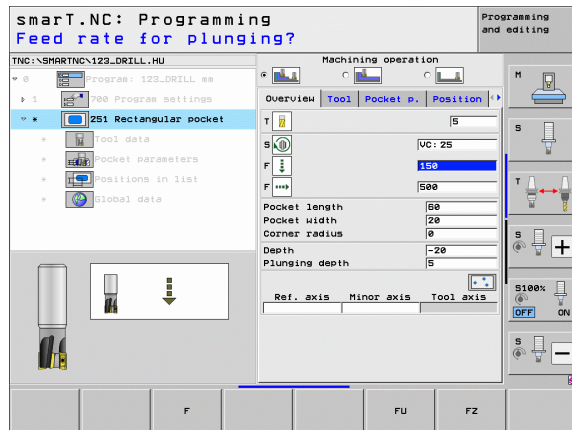 smarT.NC: Programming
Feed rate for plunging?
Programming
and editing
TNC:\SMARTNC\123_DRILL.HU
0 Program: 123_DRILL mm
1 700 Program settings
* 251 Rectangular pocket
* Tool data
* Pocket parameters
* Positions in list
* Global data
Machining operation
Overview Tool Pocket p. Position
T 5
S VC: 25
F 150
F 500
Pocket length 60
Pocket width 20
Corner radius 0
Depth -20
Plunging depth 5
Ref. axis Minor axis Tool axis
M
S
T
S
S100%
OFF ON
S
F FU FZ